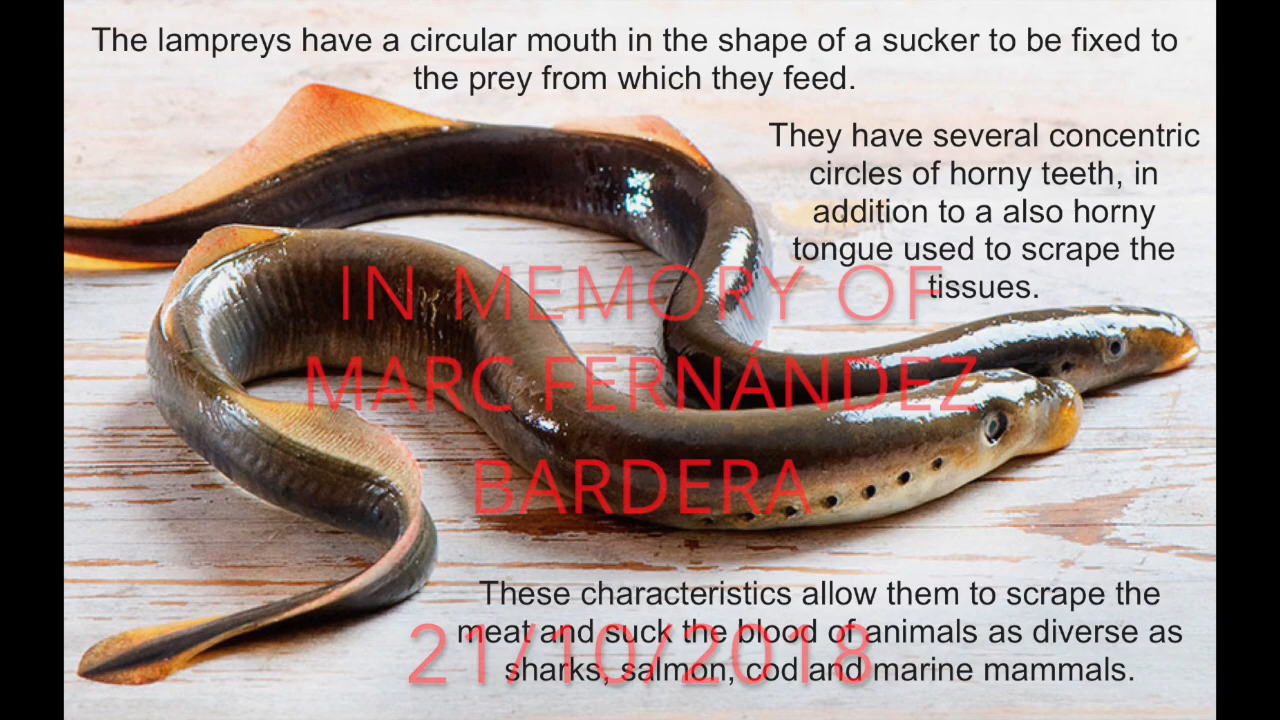 The lampreys have a circular mouth in the shape of a sucker to be fixed to
the prey from which they feed.
They have several concentric
circles of horny teeth, in
addition to a also horny
tongue used to scrape the
tissues.
IN MEMORY OF
MARC FERNÁNDEZ
BARDERA
These characteristics allow them to scrape the
meat and suck the blood of animals as diverse as
sharks, salmon, cod and marine mammals.
21/10/2018